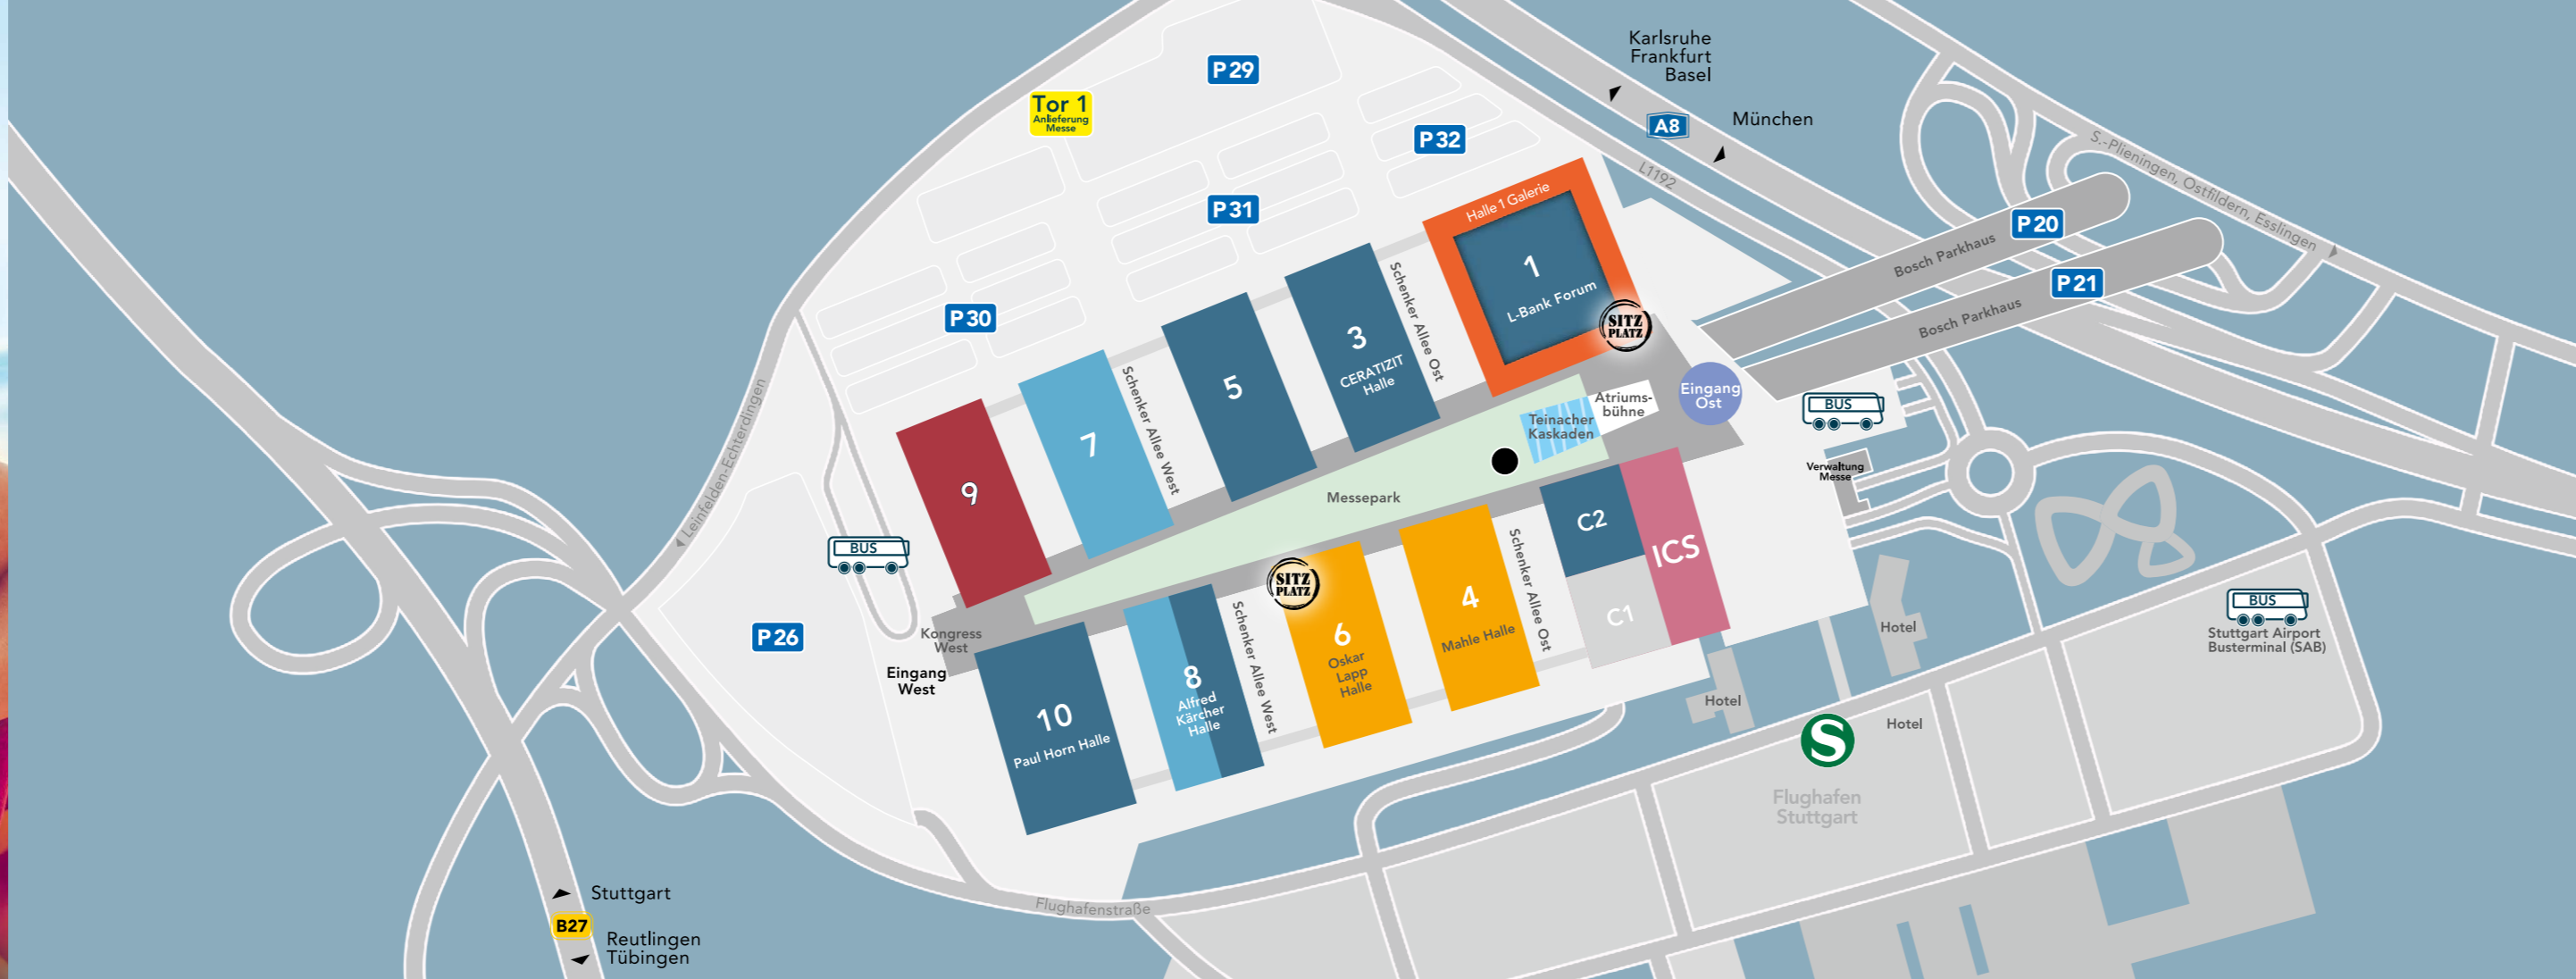 Karlsruhe
Frankfurt
Basel
P29
Tor 1
Anlieferung
Messe
A8
München
P32
L1192
S.-Plieningen, Ostfildern, Esslingen
P31
Halle 1 Galerie
P20
Bosch Parkhaus
P21
Bosch Parkhaus
1
L-Bank Forum
P30
SITZ
PLATZ
Schenker Allee Ost
3
CERATIZIT
Halle
5
Schenker Allee West
7
9
Leinfelden-Echterdingen
Eingang
Ost
Atriums-
bühne
Teinacher
Kaskaden
BUS
Verwaltung
Messe
Messepark
C2
ICS
C1
BUS
SITZ
PLATZ
Schenker Allee Ost
4
Mahle Halle
6
Oskar
Lapp
Halle
Schenker Allee West
8
Alfred
Kärcher
Halle
10
Paul Horn Halle
Kongress
West
Eingang
West
P26
Hotel
BUS
Stuttgart Airport
Busterminal (SAB)
Hotel
S
Hotel
Flughafen
Stuttgart
Flughafenstraße
Stuttgart
B27
Reutlingen
Tübingen